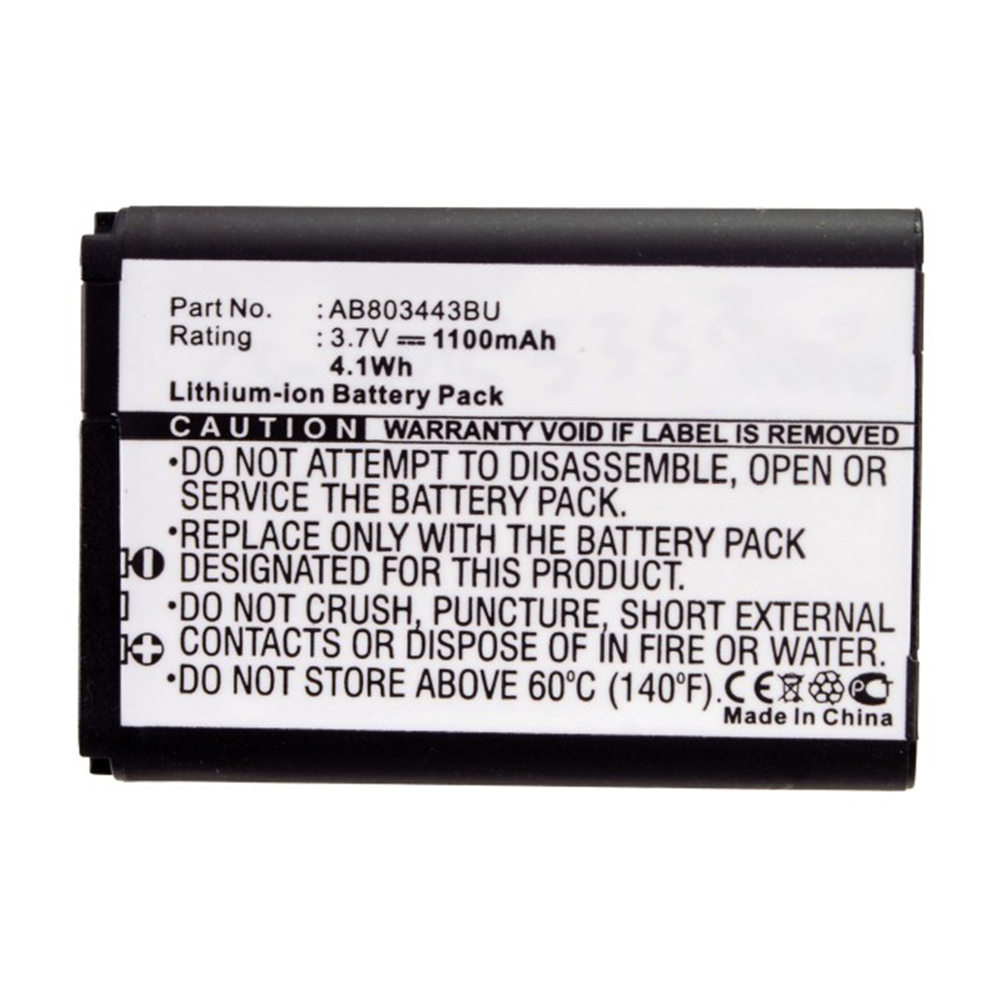 Part No. : AB803443BU
Rating : 3.7V 1100mAh
4.1Wh
Lithium-ion Battery Pack
CAUTION WARRANTY VOID IF LABEL IS REMOVED
•DO NOT ATTEMPT TO DISASSEMBLE, OPEN OR
SERVICE THE BATTERY PACK.
•REPLACE ONLY WITH THE BATTERY PACK
DESIGNATED FOR THIS PRODUCT.
•DO NOT CRUSH, PUNCTURE, SHORT EXTERNAL
CONTACTS OR DISPOSE OF IN FIRE OR WATER.
•DO NOT STORE ABOVE 60°C (140°F). CE
Made In China